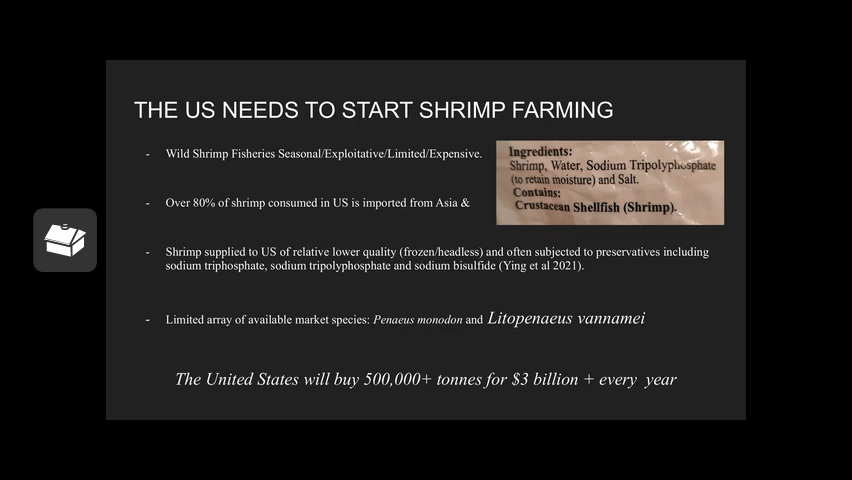 THE US NEEDS TO START SHRIMP FARMING
- Wild Shrimp Fisheries Seasonal/Exploitative/Limited/Expensive.
Ingredients:
Shrimp, Water, Sodium Tripolyphosphate
(to retain moisture) and Salt.
Contains:
Crustacean Shellfish (Shrimp).
- Over 80% of shrimp consumed in US is imported from Asia &
- Shrimp supplied to US of relative lower quality (frozen/headless) and often subjected to preservatives including
sodium triphosphate, sodium tripolyphosphate and sodium bisulfide (Ying et al 2021).
- Limited array of available market species: Penaeus monodon and Litopenaeus vannamei
The United States will buy 500,000+ tonnes for $3 billion + every year